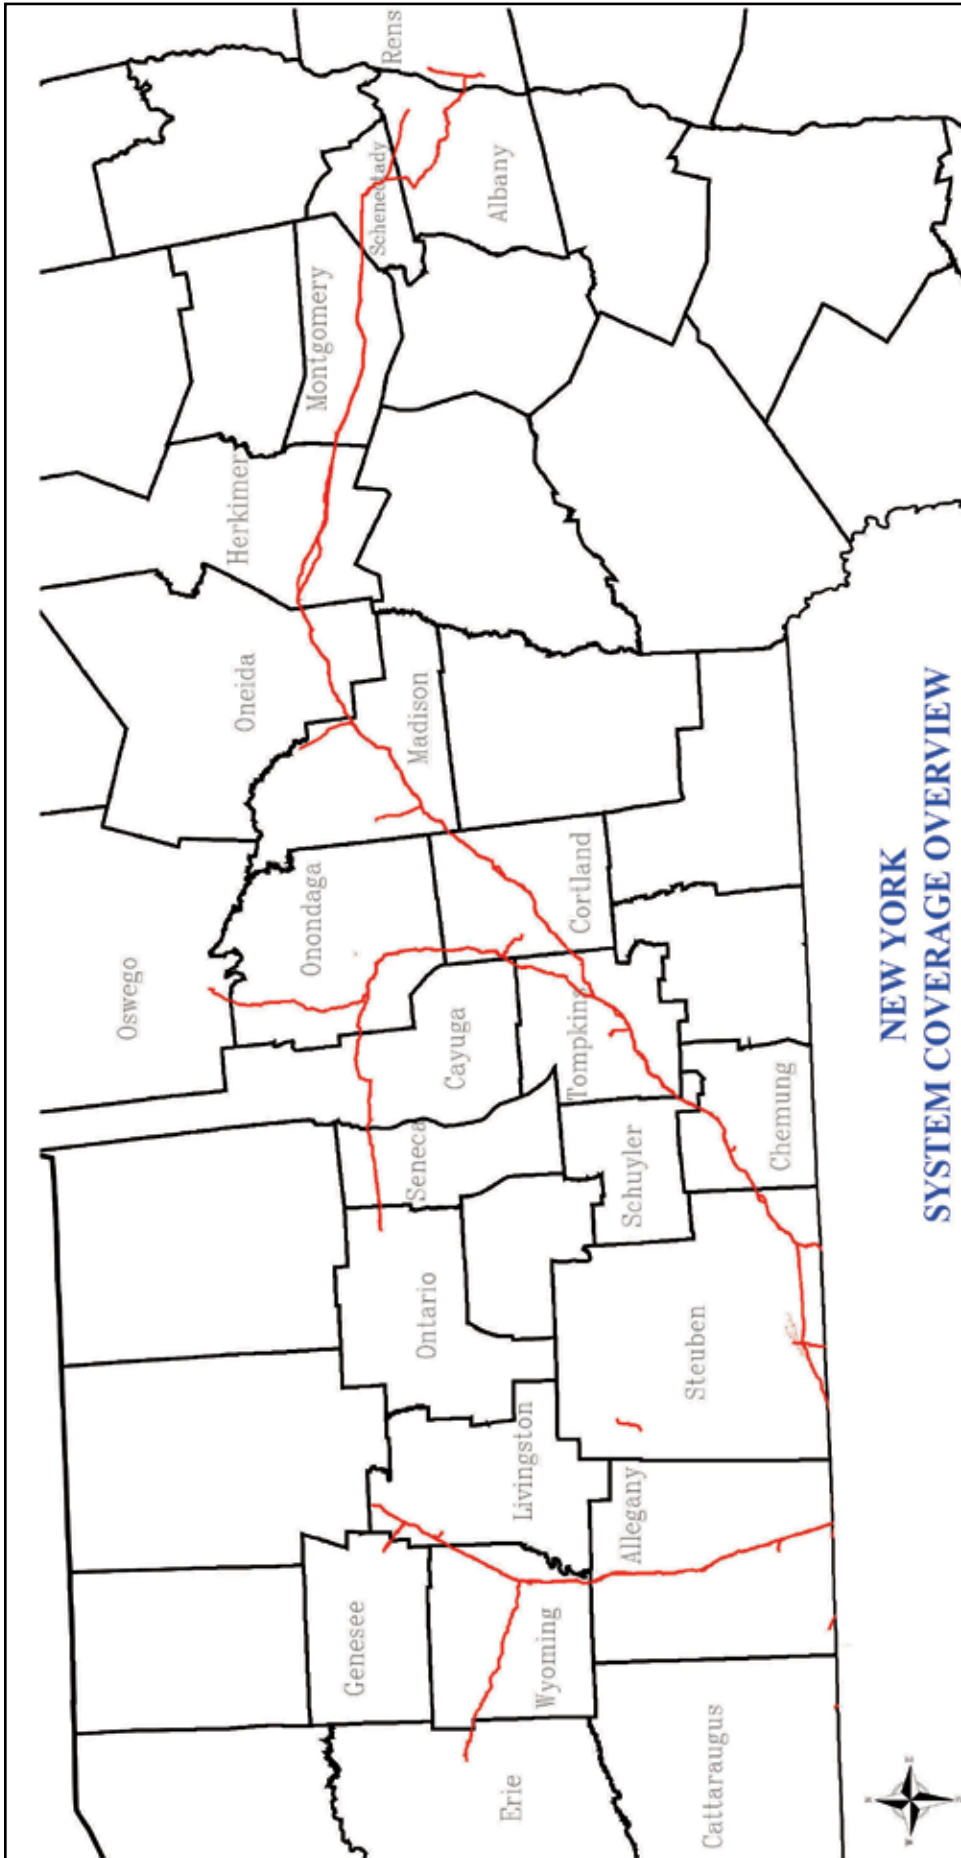 Rens
Schenectady
Albany
Montgomery
Herkimer
Oneida
Madison
Oswego
Onondaga
Cortland
Cayuga
Tompkins
Seneca
Schuyler
Chemung
Ontario
Steuben
Livingston
Allegany
Genesee
Wyoming
Erie
Cattaraugus
NEW YORK
SYSTEM COVERAGE OVERVIEW
N
E
W